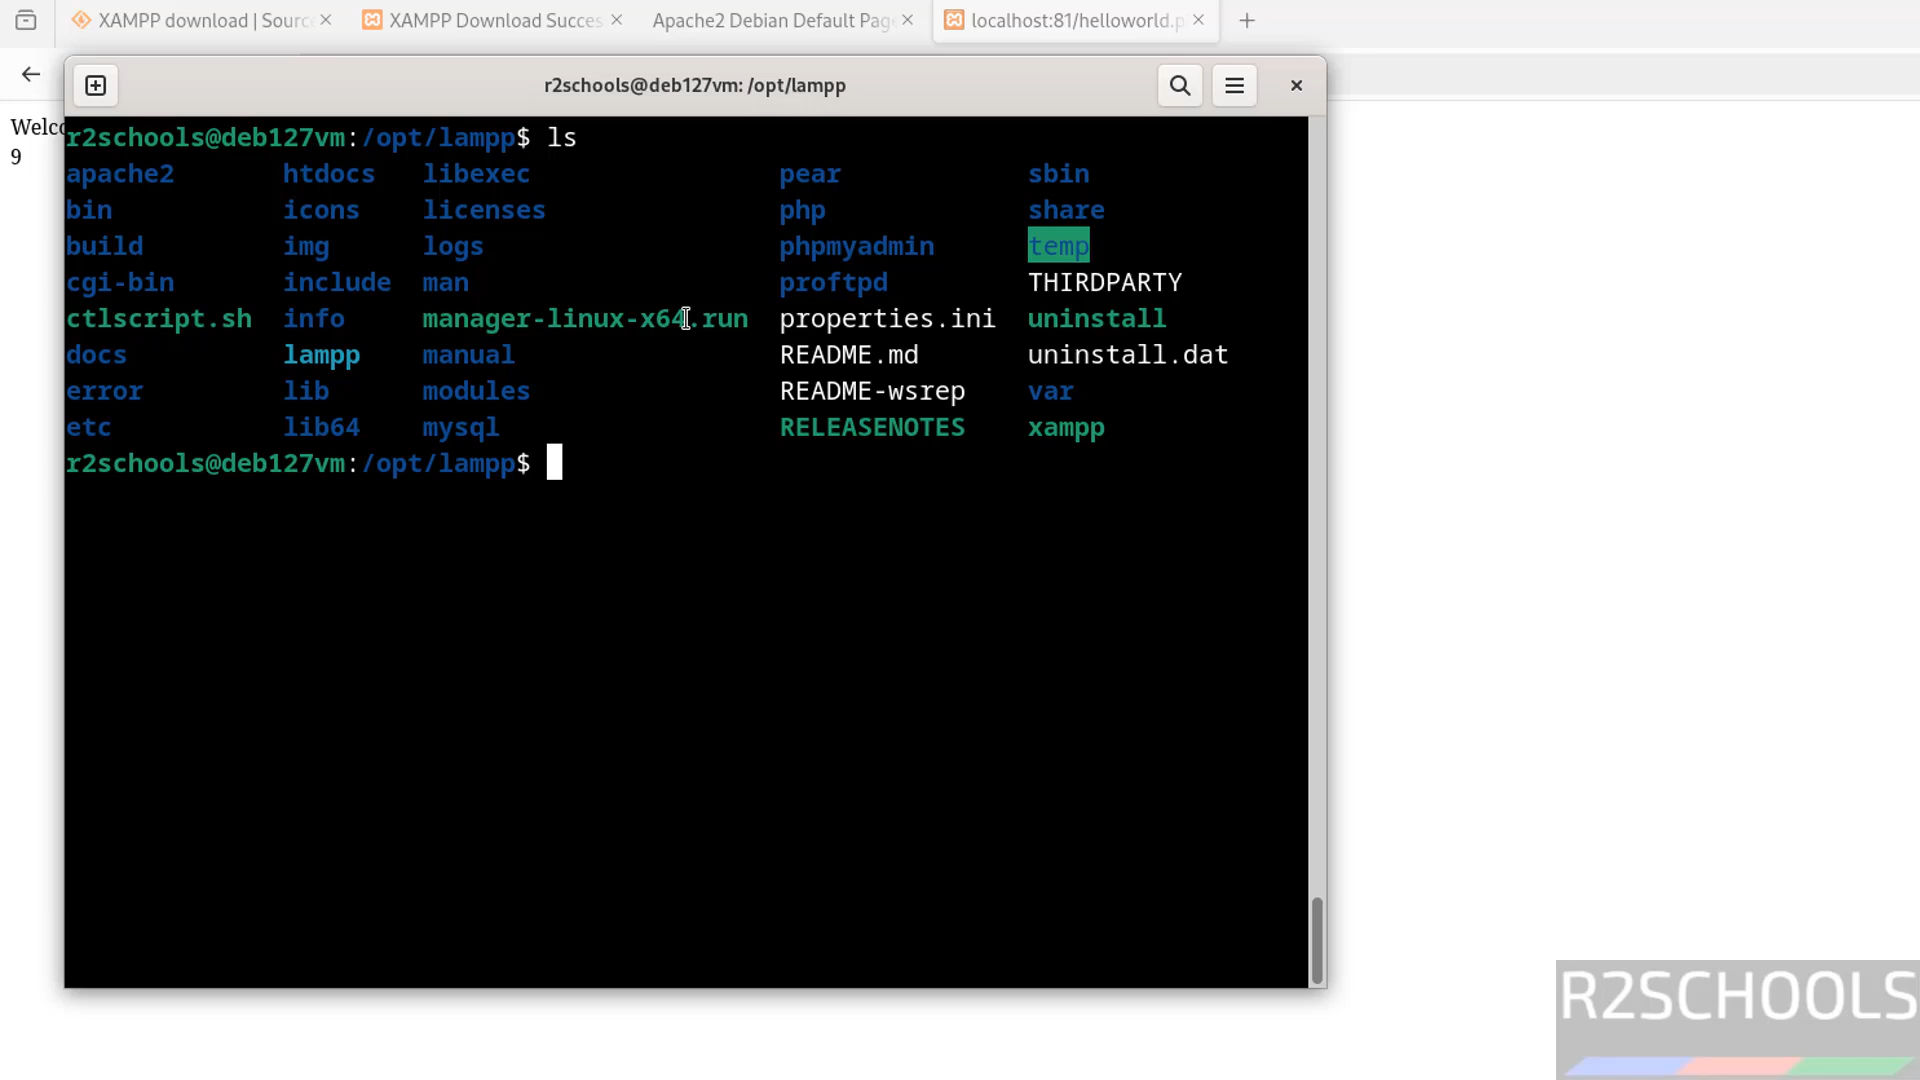 XAMPP download | Sourc
XAMPP Download Succes
Apache2 Debian Default Pag
localhost:81/helloworld.p
r2schools@deb127vm: /opt/lampp
Welco
9
r2schools@deb127vm:/opt/lampp$ ls
apache2 htdocs libexec pear sbin
bin icons licenses php share
build img logs phpmyadmin temp
cgi-bin include man proftpd THIRDPARTY
ctlscript.sh info manager-linux-x64.run properties.ini uninstall
docs lampp manual README.md uninstall.dat
error lib modules README-wsrep var
etc lib64 mysql RELEASENOTES xampp
r2schools@deb127vm:/opt/lampp$
R2SCHOOLS